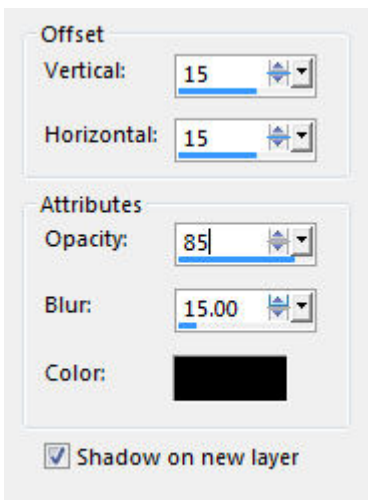 Offset
Vertical: 15
Horizontal: 15
Attributes
Opacity: 85
Blur: 15.00
Color:
Shadow on new layer